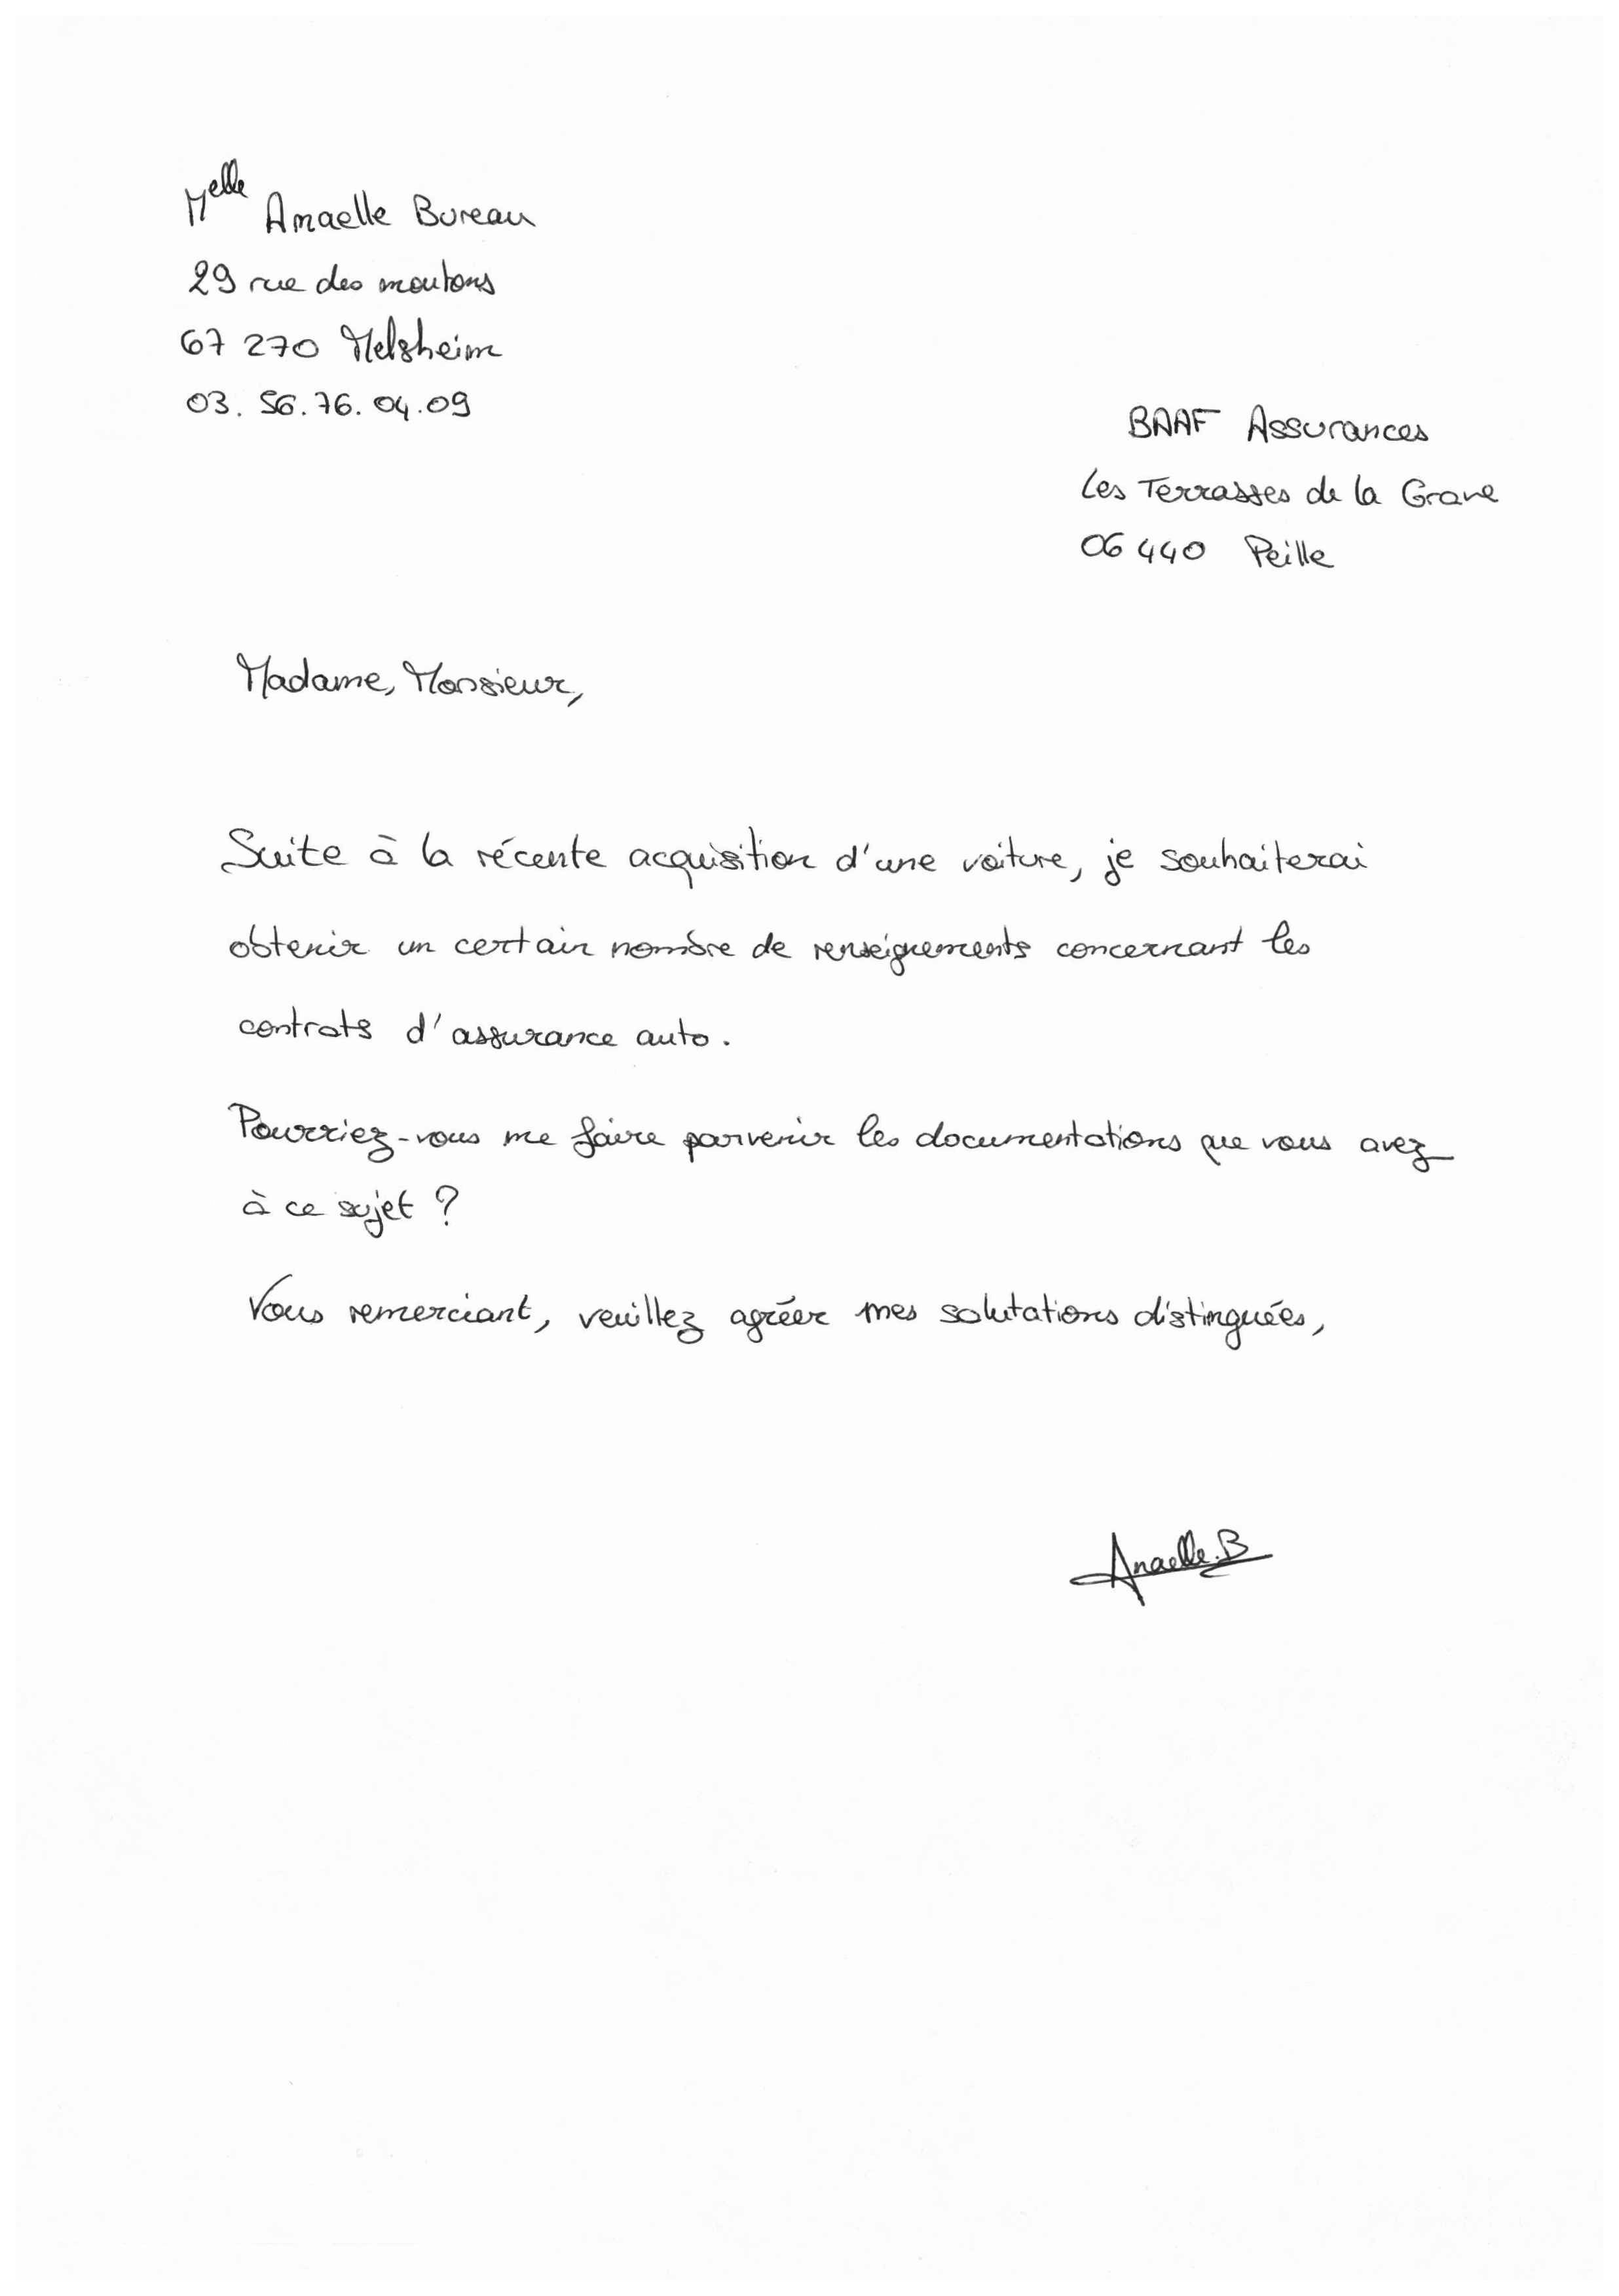 Melle Anaelle Bureau
29 rue des moutons
67 270 Melsheim
03. 56. 76. 04. 09
BAAF Assurances
Les Terrasses de la Grave
06 440 Peille
Madame, Monsieur,
Suite à la récente acquisition d'une voiture, je souhaiterai
obtenir un certain nombre de renseignements concernant les
contrats d'assurance auto.
Pourriez-vous me faire parvenir les documentations que vous avez
à ce sujet ?
Vous remerciant, veuillez agréer mes salutations distinguées,
Anaelle.B